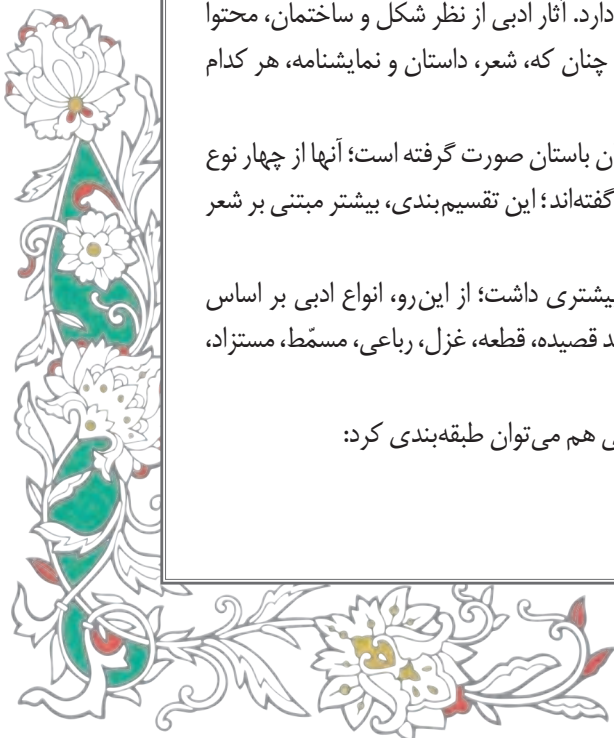 دارد. آثار ادبی از نظر شکل و ساختمان، محتوا
چنان که، شعر، داستان و نمایشنامه، هر کدام
ن باستان صورت گرفته است؛ آنها از چهار نوع
گفته‌اند؛ این تقسیم‌بندی، بیشتر مبتنی بر شعر
یشتری داشت؛ از این‌رو، انواع ادبی بر اساس
د قصیده، قطعه، غزل، رباعی، مسمّط، مستزاد،
ی هم می‌توان طبقه‌بندی کرد: